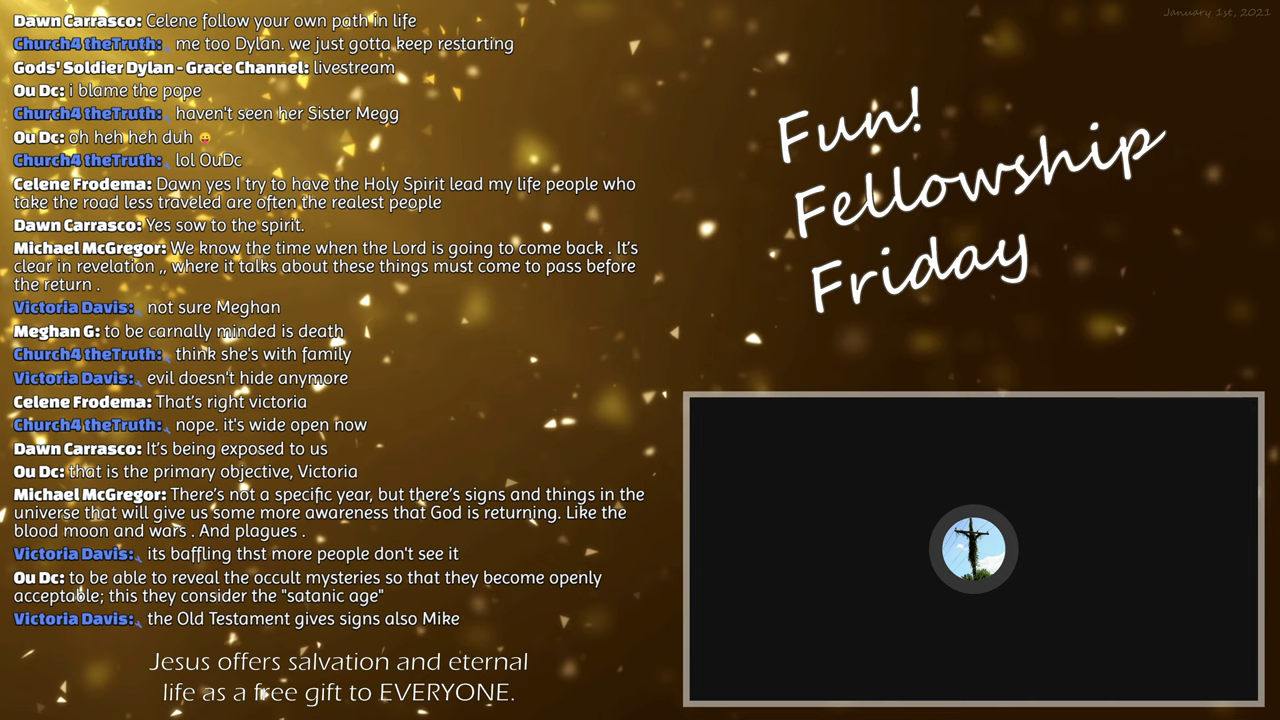 Dawn Carrasco: Celene follow your own path in life
Church4theTruth: me too Dylan. we just gotta keep restarting
Gods' Soldier Dylan - Grace Channel: livestream
Ou Dc: i blame the pope
Church4theTruth: haven't seen her Sister Megg
Ou Dc: oh heh heh duh 😛
Church4theTruth: lol OuDc
Celene Frodema: Dawn yes I try to have the Holy Spirit lead my life people who
take the road less traveled are often the realest people
Dawn Carrasco: Yes sow to the spirit.
Michael McGregor: We know the time when the Lord is going to come back . It's
clear in revelation ,, where it talks about these things must come to pass before
the return .
Victoria Davis: not sure Meghan
Meghan G: to be carnally minded is death
Church4theTruth: think she's with family
Victoria Davis: evil doesn't hide anymore
Celene Frodema: That's right victoria
Church4theTruth: nope. it's wide open now
Dawn Carrasco: It's being exposed to us
Ou Dc: that is the primary objective, Victoria
Michael McGregor: There's not a specific year, but there's signs and things in the
universe that will give us some more awareness that God is returning. Like the
blood moon and wars . And plagues .
Victoria Davis: its baffling thst more people don't see it
Ou Dc: to be able to reveal the occult mysteries so that they become openly
acceptable; this they consider the "satanic age"
Victoria Davis: the Old Testament gives signs also Mike
Jesus offers salvation and eternal
life as a free gift to EVERYONE.
January 1st, 2021
Fun!
Fellowship
Friday